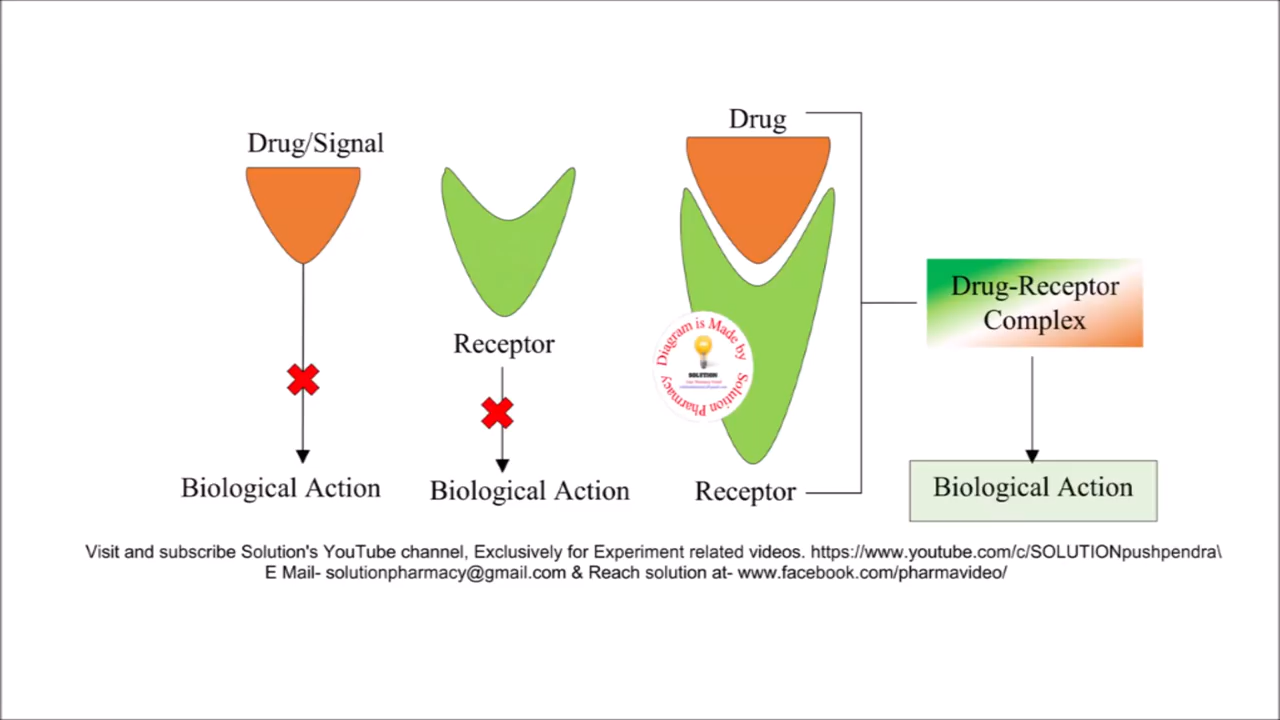 Drug/Signal
Biological Action
Receptor
Biological Action
Drug
Receptor
Diagram is Made by Solution Pharmacy
SOLUTION
Drug-Receptor
Complex
Biological Action
Visit and subscribe Solution's YouTube channel, Exclusively for Experiment related videos. https://www.youtube.com/c/SOLUTIONpushpendra\
E Mail- solutionpharmacy@gmail.com & Reach solution at- www.facebook.com/pharmavideo/